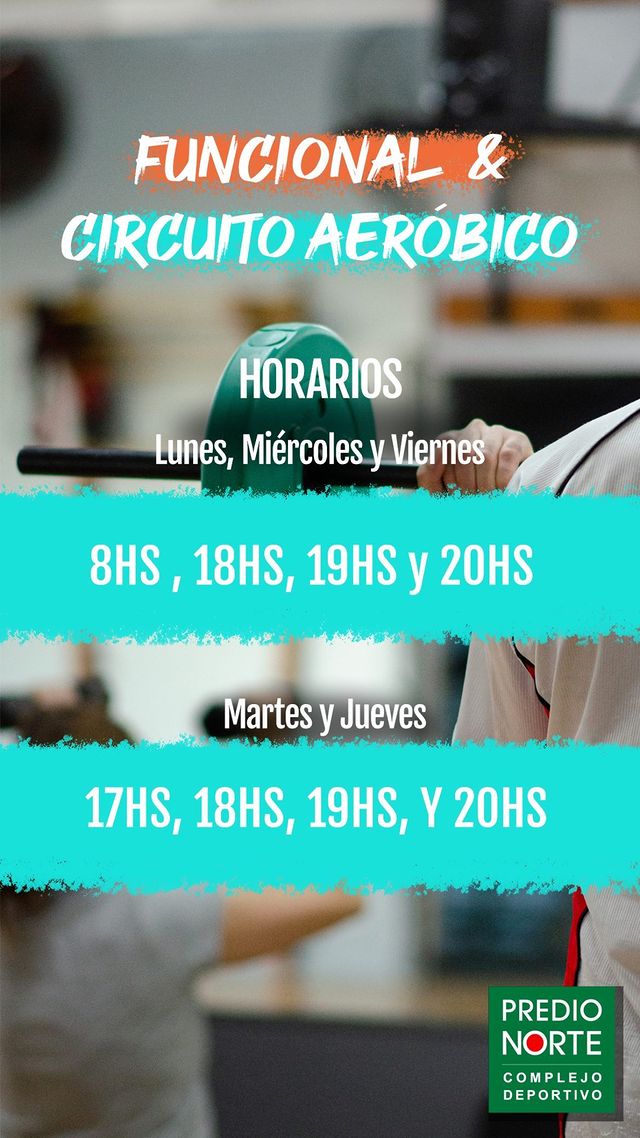 FUNCIONAL &
CIRCUITO AERÓBICO
HORARIOS
Lunes, Miércoles y Viernes
8HS , 18HS, 19HS y 20HS
Martes y Jueves
17HS, 18HS, 19HS, Y 20HS
PREDIO
NORTE
COMPLEJO
DEPORTIVO